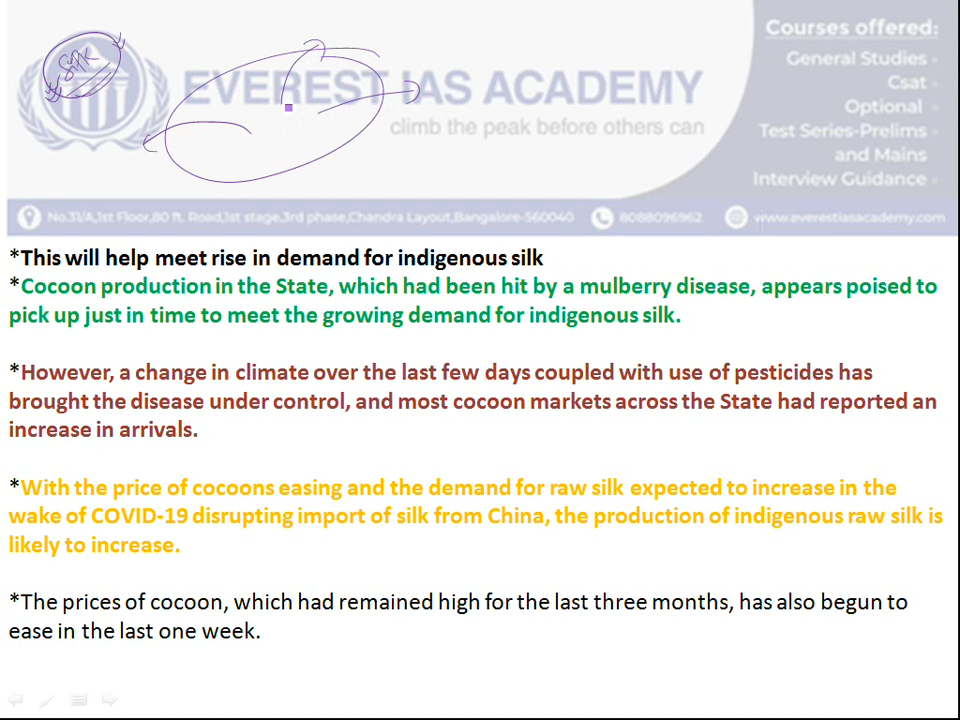 silk
EVEREST IAS ACADEMY
climb the peak before others can
Courses offered:
General Studies
Csat
Optional
Test Series-Prelims
and Mains
Interview Guidance
No.31/A,1st Floor,80 ft. Road,1st stage,3rd phase,Chandra Layout,Bangalore-560040 8088096962 www.everestiasacademy.com
*This will help meet rise in demand for indigenous silk
*Cocoon production in the State, which had been hit by a mulberry disease, appears poised to
pick up just in time to meet the growing demand for indigenous silk.
*However, a change in climate over the last few days coupled with use of pesticides has
brought the disease under control, and most cocoon markets across the State had reported an
increase in arrivals.
*With the price of cocoons easing and the demand for raw silk expected to increase in the
wake of COVID-19 disrupting import of silk from China, the production of indigenous raw silk is
likely to increase.
*The prices of cocoon, which had remained high for the last three months, has also begun to
ease in the last one week.